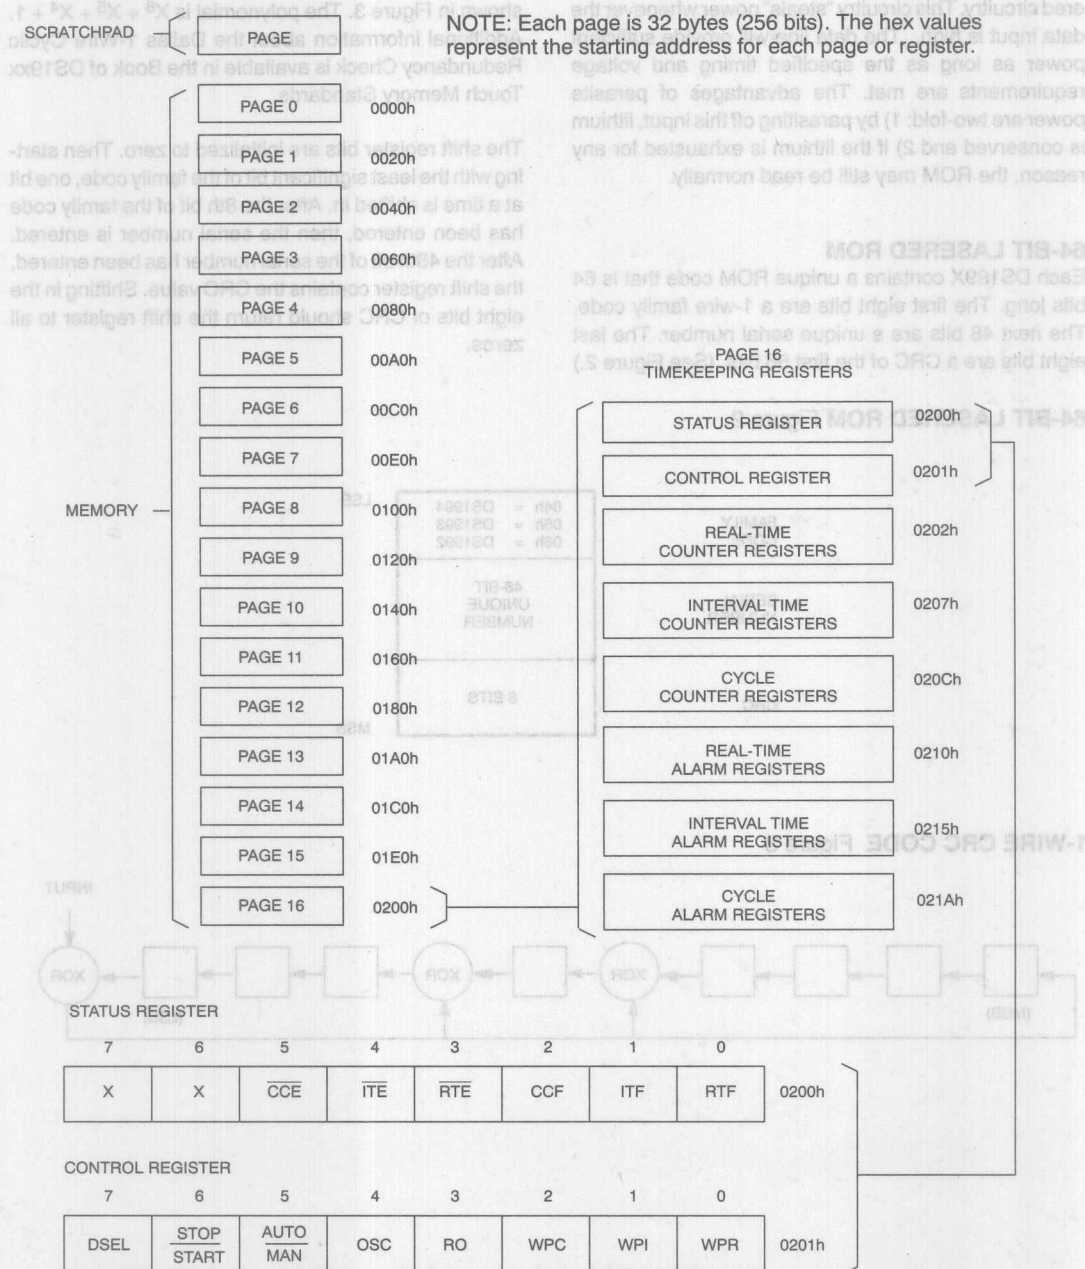 SCRATCHPAD
PAGE
NOTE: Each page is 32 bytes (256 bits). The hex values
represent the starting address for each page or register.
MEMORY
PAGE 0 0000h
PAGE 1 0020h
PAGE 2 0040h
PAGE 3 0060h
PAGE 4 0080h
PAGE 5 00A0h
PAGE 6 00C0h
PAGE 7 00E0h
PAGE 8 0100h
PAGE 9 0120h
PAGE 10 0140h
PAGE 11 0160h
PAGE 12 0180h
PAGE 13 01A0h
PAGE 14 01C0h
PAGE 15 01E0h
PAGE 16 0200h
PAGE 16
TIMEKEEPING REGISTERS
STATUS REGISTER 0200h
CONTROL REGISTER 0201h
REAL-TIME
COUNTER REGISTERS 0202h
INTERVAL TIME
COUNTER REGISTERS 0207h
CYCLE
COUNTER REGISTERS 020Ch
REAL-TIME
ALARM REGISTERS 0210h
INTERVAL TIME
ALARM REGISTERS 0215h
CYCLE
ALARM REGISTERS 021Ah
STATUS REGISTER
7 6 5 4 3 2 1 0
X X CCE ITE RTE CCF ITF RTF 0200h
CONTROL REGISTER
7 6 5 4 3 2 1 0
DSEL STOP START AUTO MAN OSC RO WPC WPI WPR 0201h